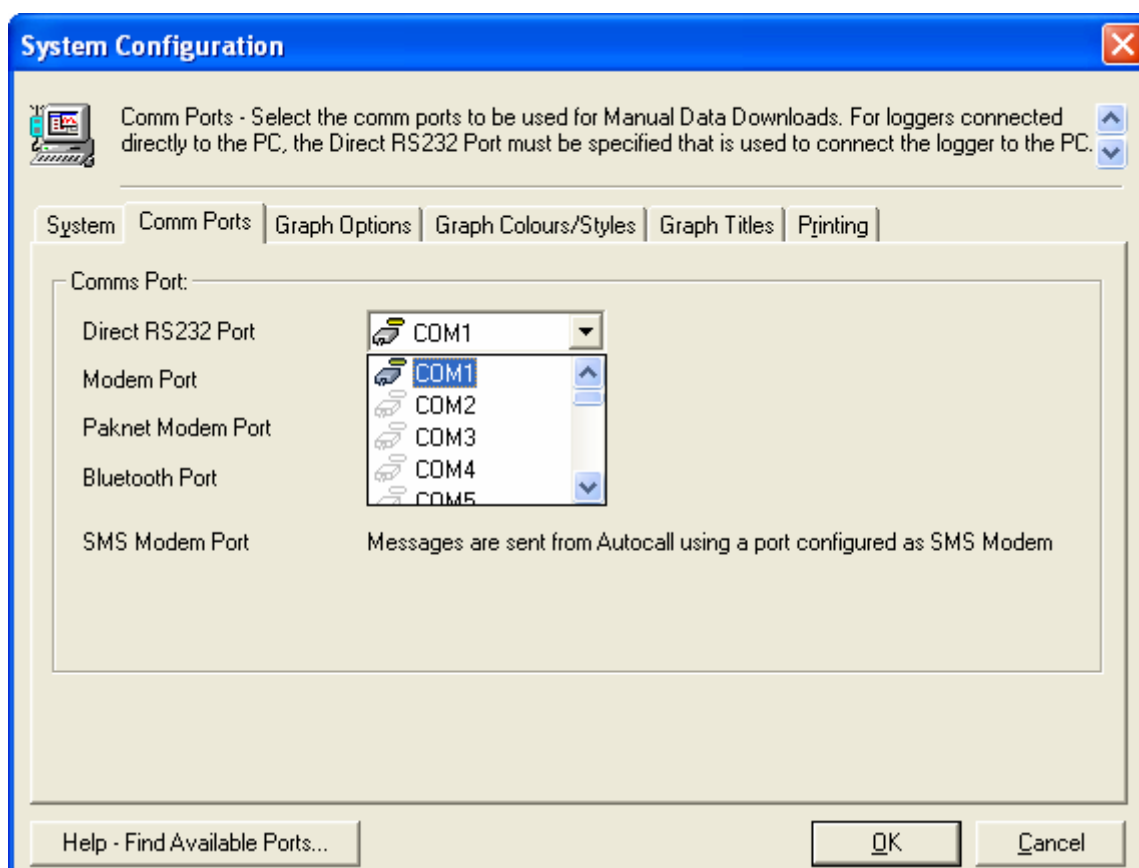 System Configuration
Comm Ports - Select the comm ports to be used for Manual Data Downloads. For loggers connected
directly to the PC, the Direct RS232 Port must be specified that is used to connect the logger to the PC.
System Comm Ports Graph Options Graph Colours/Styles Graph Titles Printing
Comms Port:
Direct RS232 Port COM1
COM1
Modem Port
COM2
Paknet Modem Port
COM3
Bluetooth Port
COM4
COM5
SMS Modem Port Messages are sent from Autocall using a port configured as SMS Modem
Help - Find Available Ports... OK Cancel